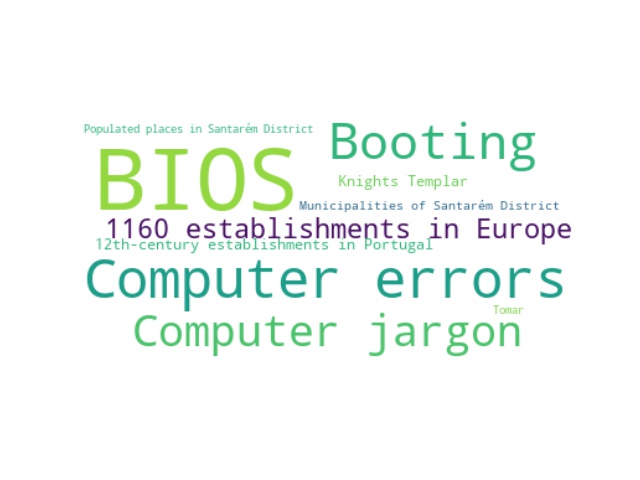 Populated places in Santarém District
Booting
BIOS
Knights Templar
Municipalities of Santarém District
1160 establishments in Europe
12th-century establishments in Portugal
Computer errors
Tomar
Computer jargon